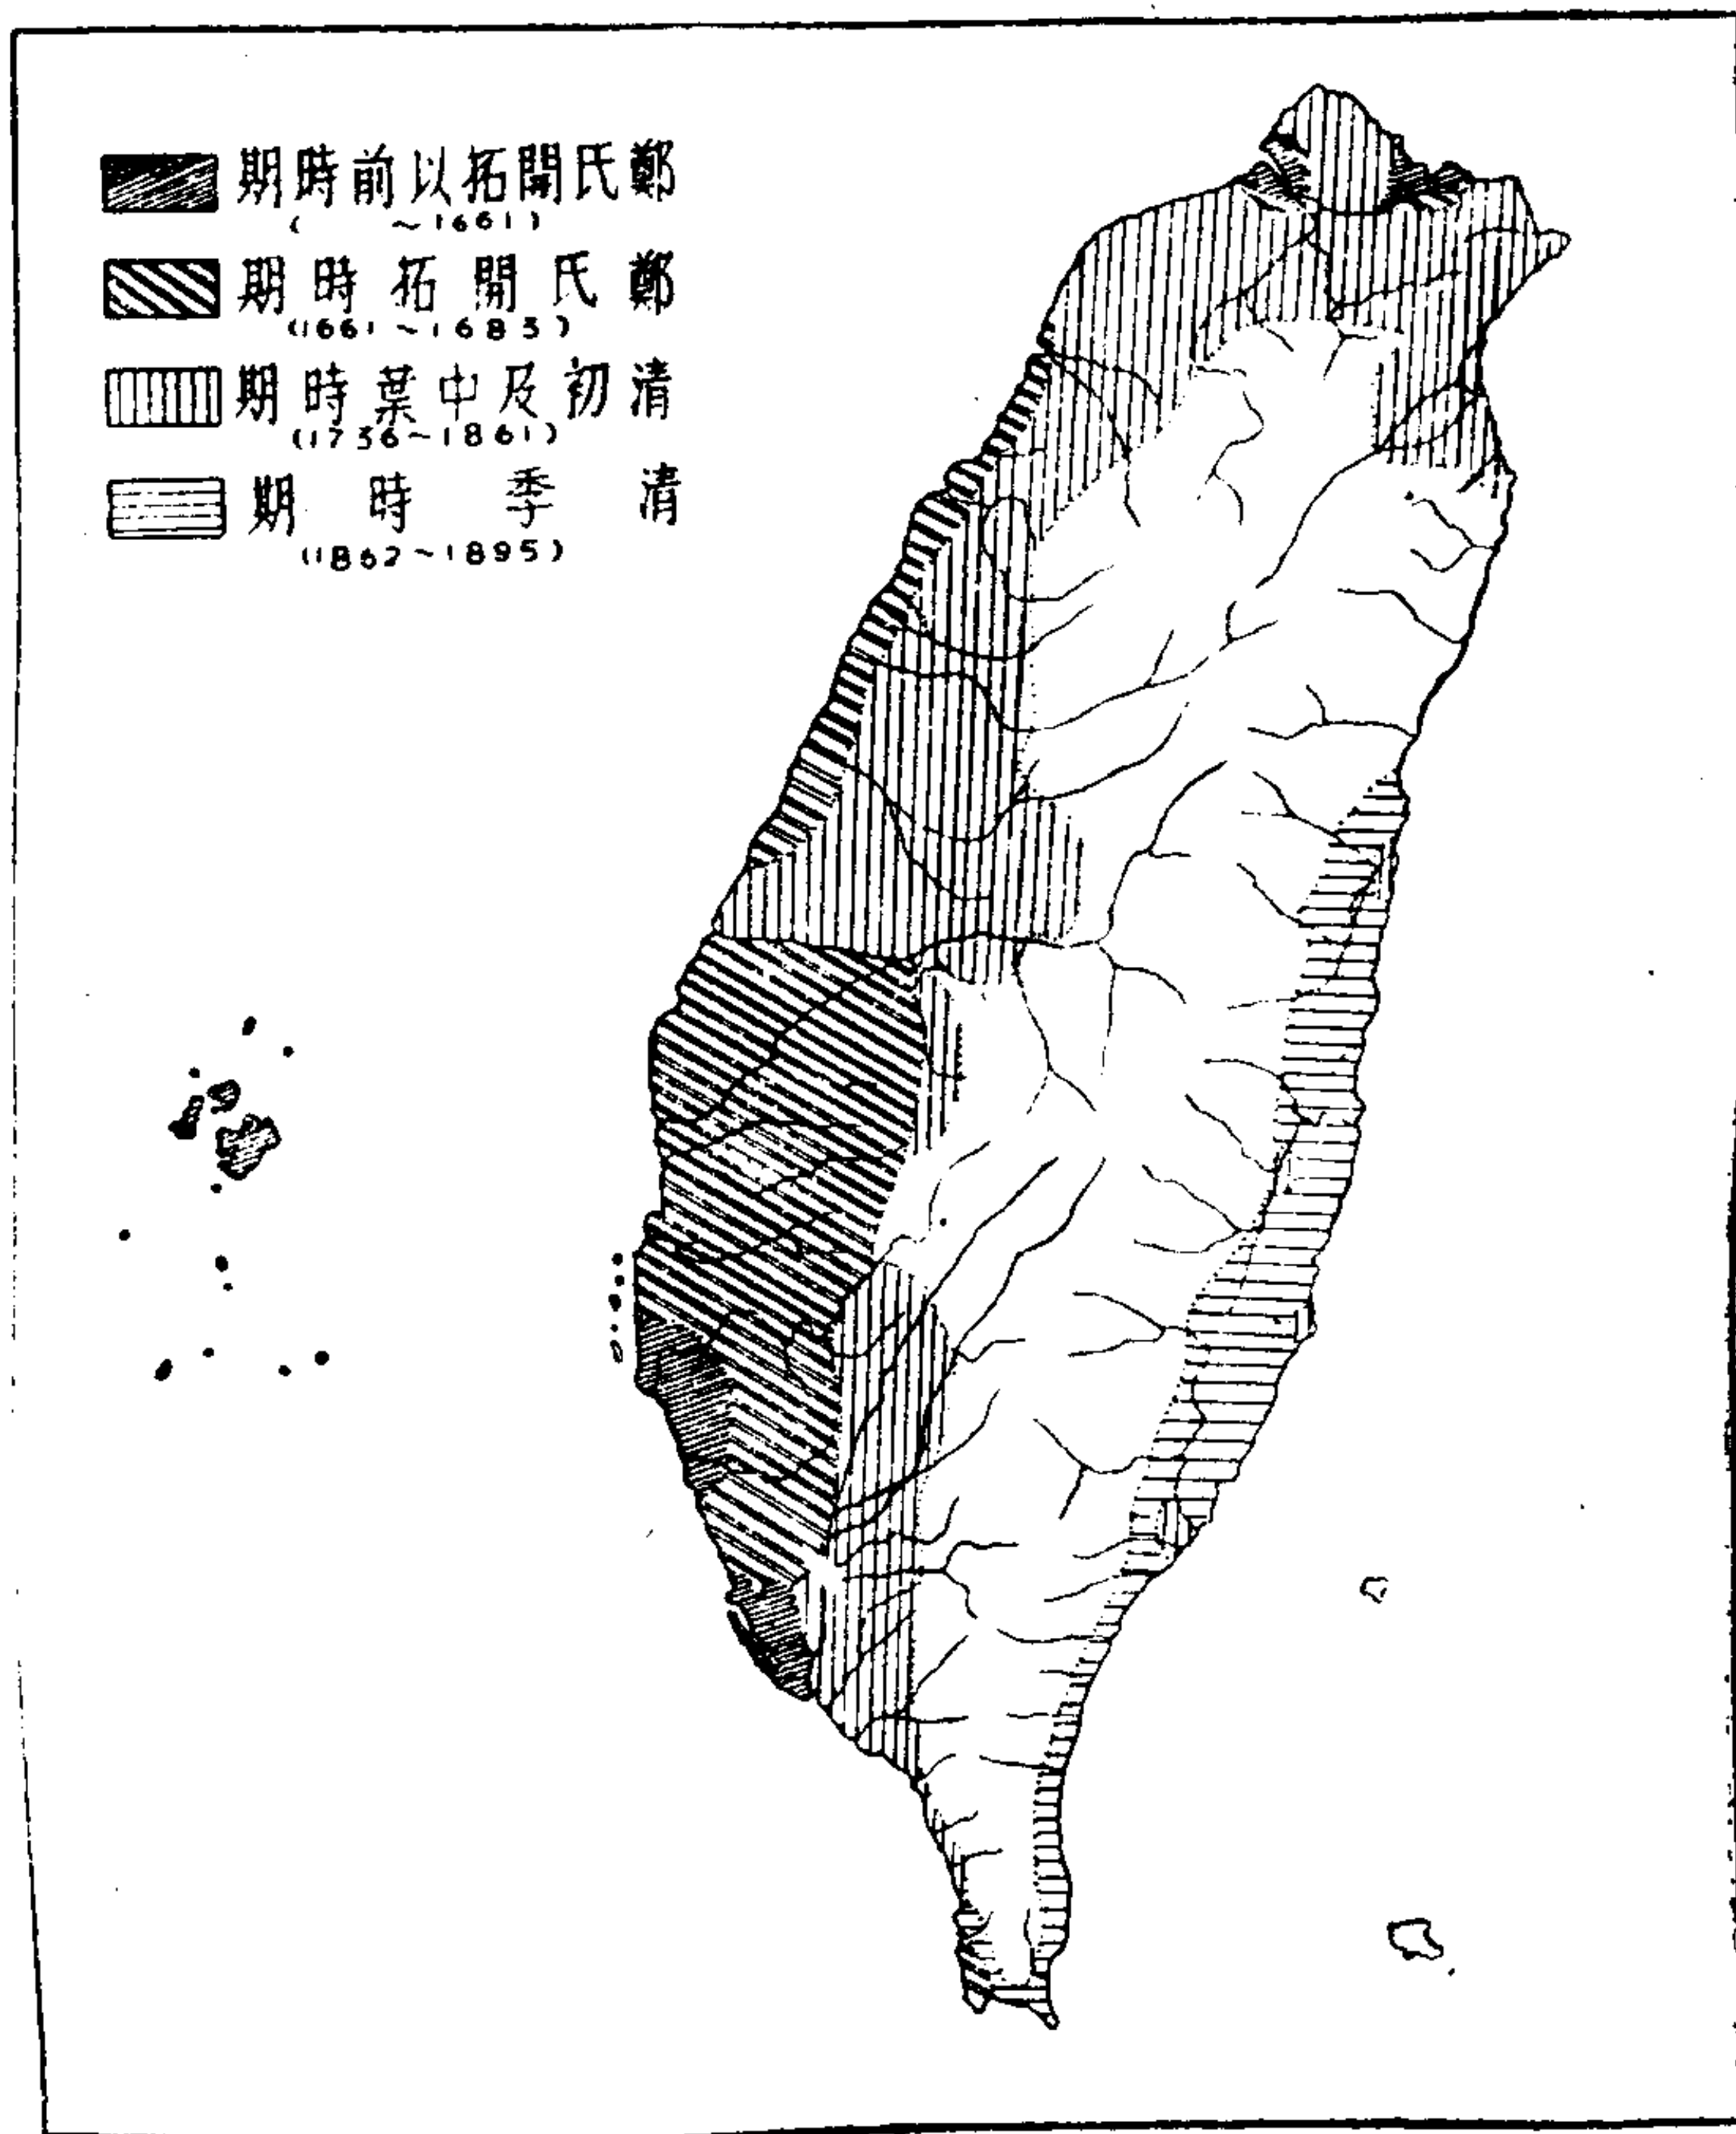 鄭氏開拓以前時期
( ~1661)
鄭氏開拓時期
(1661~1683)
清初及中葉時期
(1736~1861)
清季時期
(1862~1895)